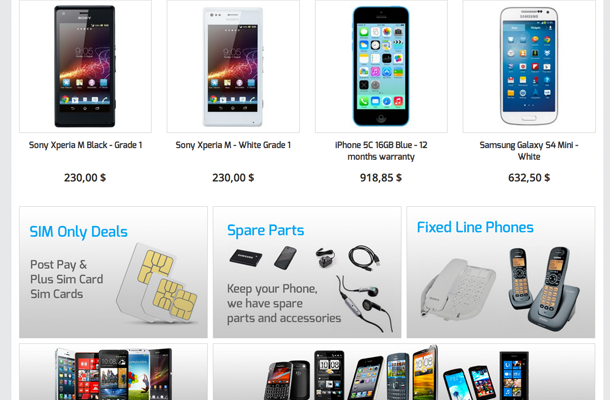 SONY
SAMSUNG
Sony Xperia M Black - Grade 1
Sony Xperia M - White Grade 1
iPhone 5C 16GB Blue - 12
months warranty
Samsung Galaxy S4 Mini -
White
230,00 $
230,00 $
918,85 $
632,50 $
SIM Only Deals
Post Pay &
Plus Sim Card
Sim Cards
Spare Parts
Keep your Phone,
we have spare
parts and accessories
Fixed Line Phones